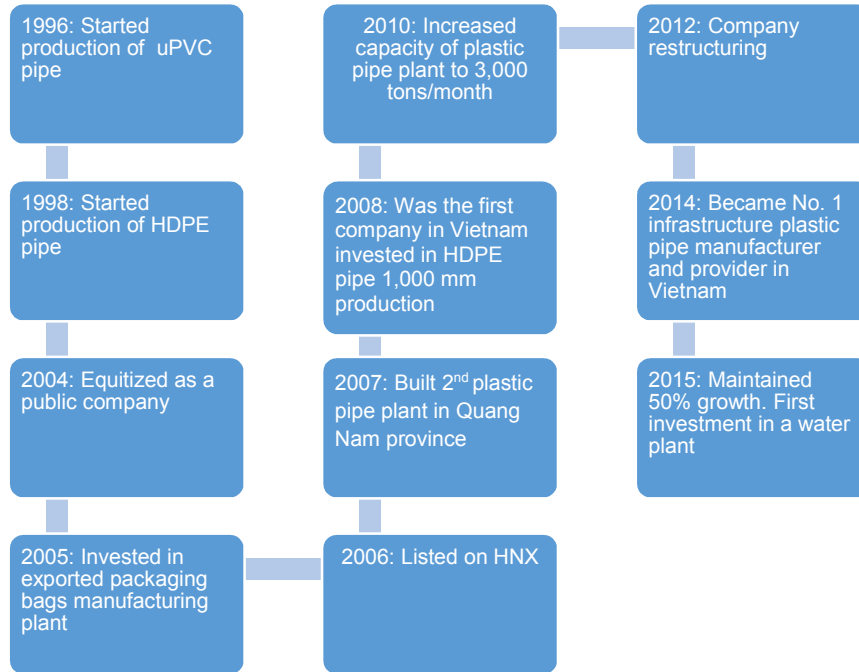 1996: Started
production of uPVC
pipe
1998: Started
production of HDPE
pipe
2004: Equitized as a
public company
2005: Invested in
exported packaging
bags manufacturing
plant
2006: Listed on HNX
2007: Built 2nd plastic
pipe plant in Quang
Nam province
2008: Was the first
company in Vietnam
invested in HDPE
pipe 1,000 mm
production
2010: Increased
capacity of plastic
pipe plant to 3,000
tons/month
2012: Company
restructuring
2014: Became No. 1
infrastructure plastic
pipe manufacturer
and provider in
Vietnam
2015: Maintained
50% growth. First
investment in a water
plant